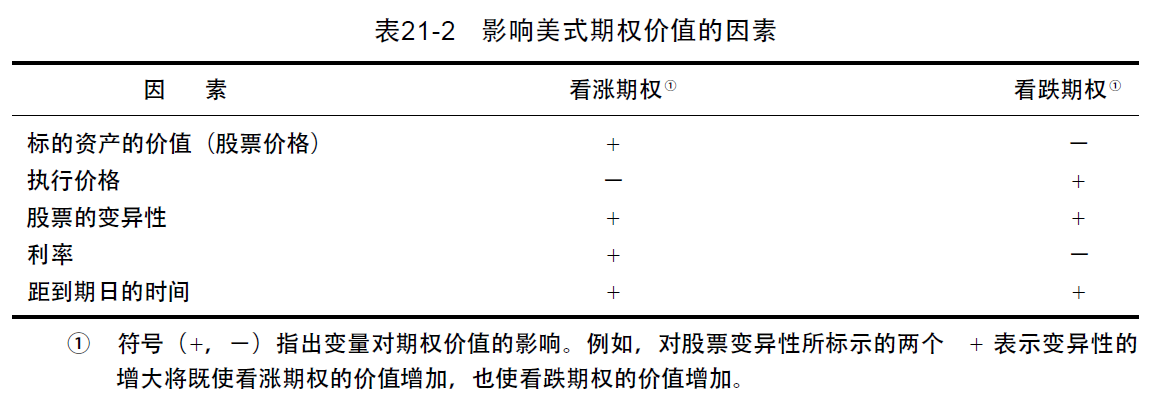 表21-2 影响美式期权价值的因素
因 素 看涨期权① 看跌期权①
标的资产的价值（股票价格） + －
执行价格 － +
股票的变异性 + +
利率 + －
距到期日的时间 + +
① 符号（+，－）指出变量对期权价值的影响。例如，对股票变异性所标示的两个 + 表示变异性的
增大将既使看涨期权的价值增加，也使看跌期权的价值增加。